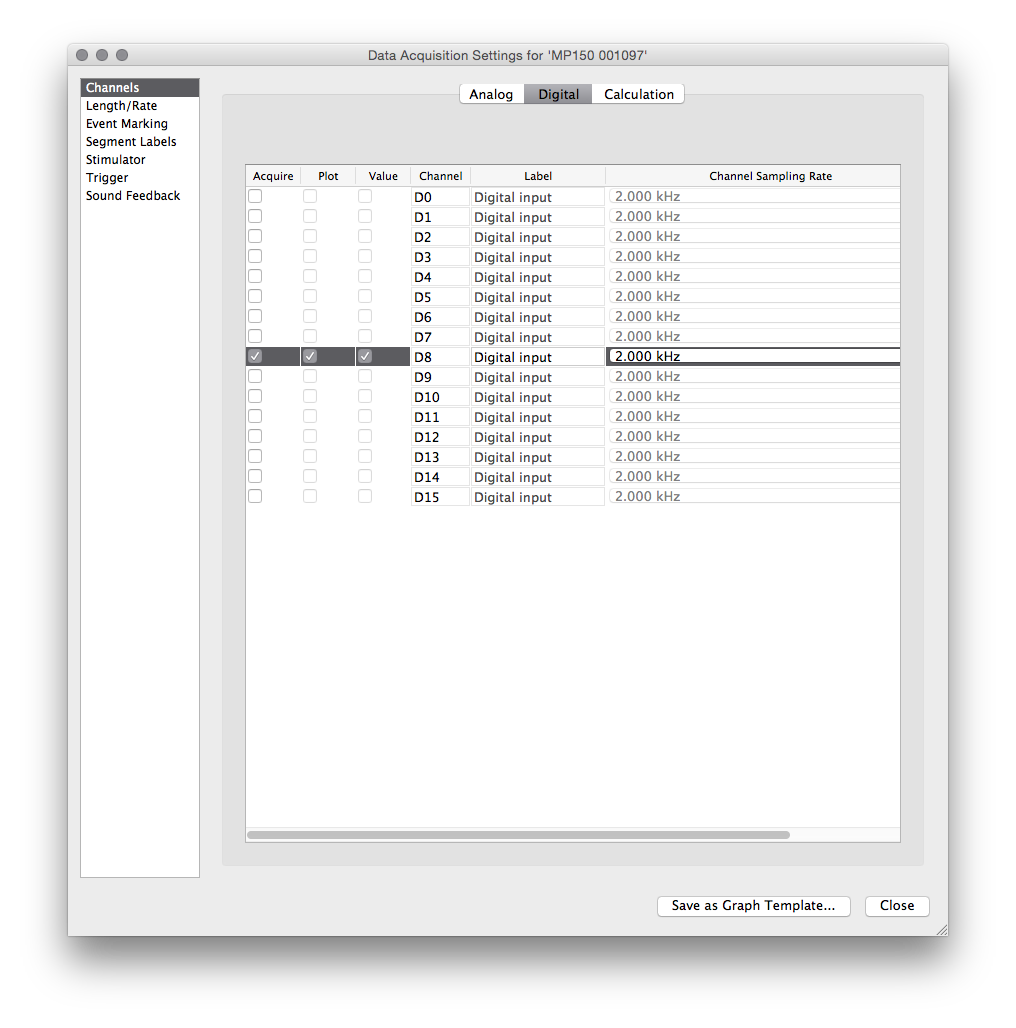 Data Acquisition Settings for 'MP150 001097'
Channels
Length/Rate
Event Marking
Segment Labels
Stimulator
Trigger
Sound Feedback
Analog Digital Calculation
Acquire Plot Value Channel Label Channel Sampling Rate
D0 Digital input 2.000 kHz
D1 Digital input 2.000 kHz
D2 Digital input 2.000 kHz
D3 Digital input 2.000 kHz
D4 Digital input 2.000 kHz
D5 Digital input 2.000 kHz
D6 Digital input 2.000 kHz
D7 Digital input 2.000 kHz
D8 Digital input 2.000 kHz
D9 Digital input 2.000 kHz
D10 Digital input 2.000 kHz
D11 Digital input 2.000 kHz
D12 Digital input 2.000 kHz
D13 Digital input 2.000 kHz
D14 Digital input 2.000 kHz
D15 Digital input 2.000 kHz
Save as Graph Template... Close